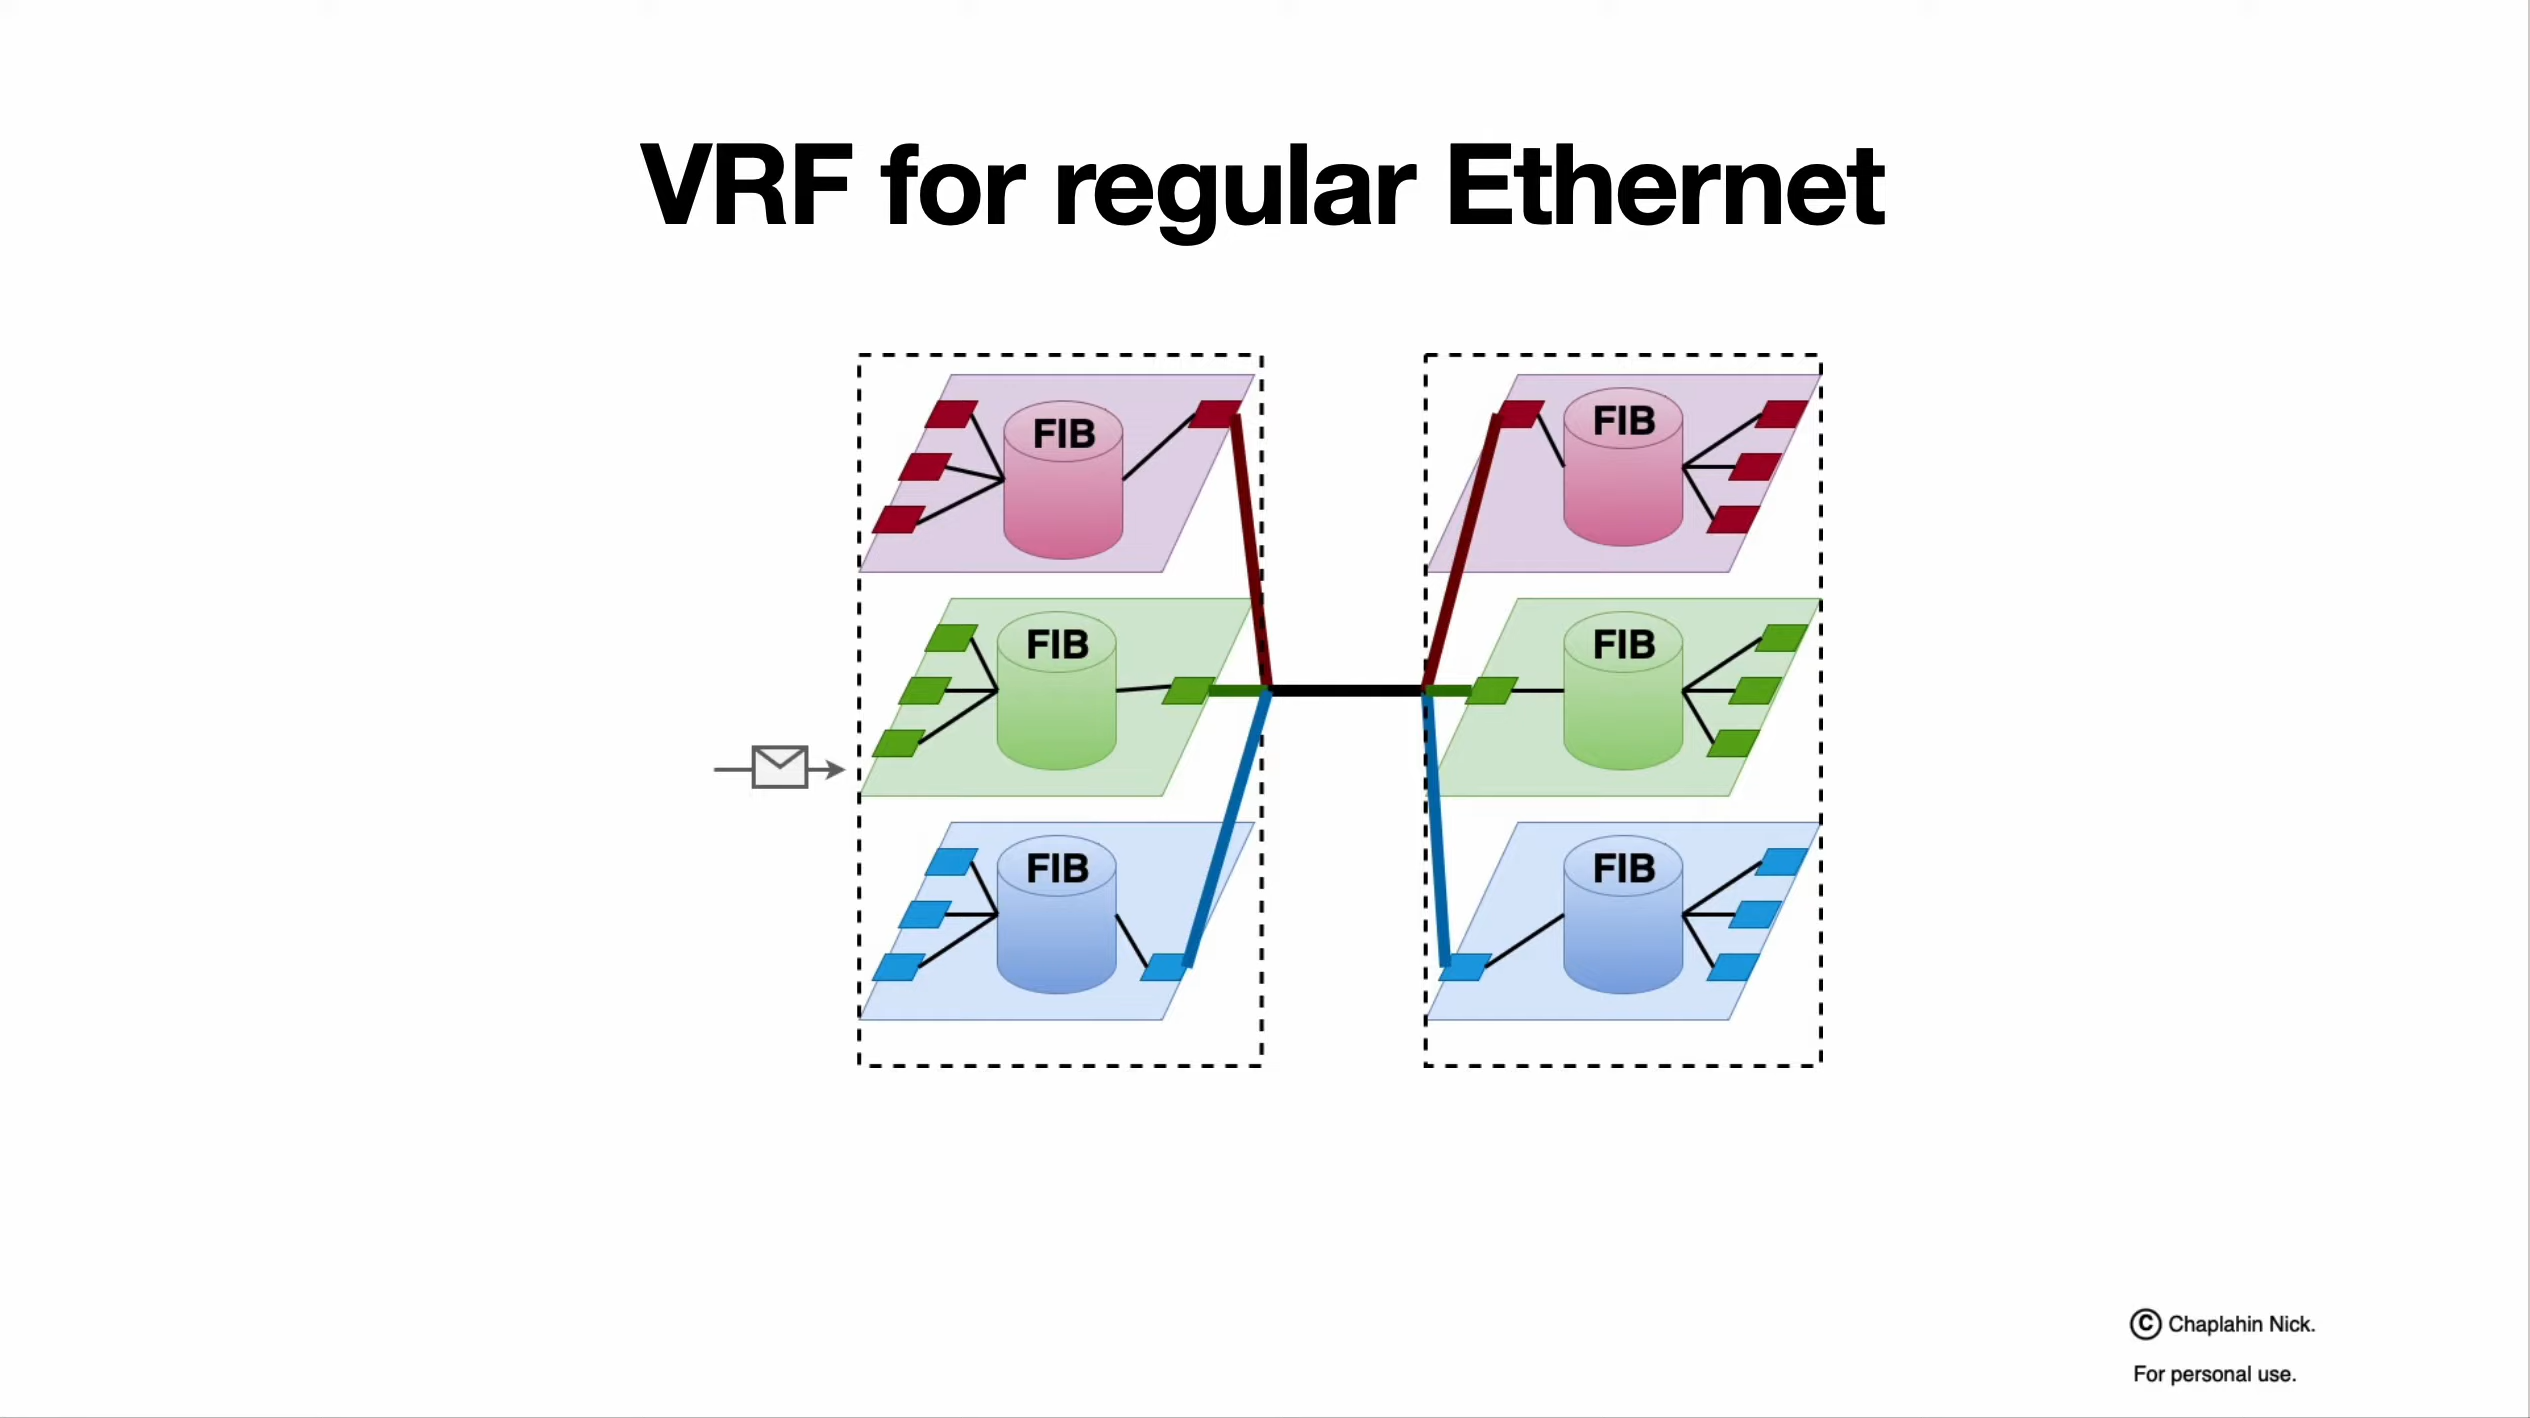 VRF for regular Ethernet
FIB
FIB
FIB
FIB
FIB
FIB
© Chaplahin Nick.
For personal use.